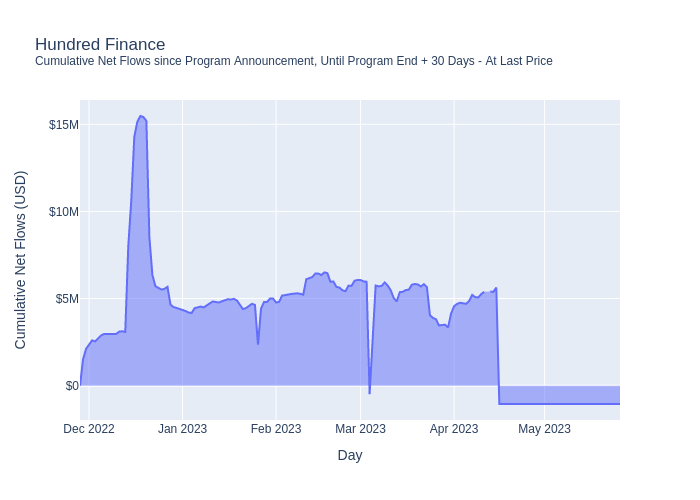 Hundred Finance
Cumulative Net Flows since Program Announcement, Until Program End + 30 Days - At Last Price
Cumulative Net Flows (USD)
$15M
$10M
$5M
$0
Dec 2022
Jan 2023
Feb 2023
Mar 2023
Apr 2023
May 2023
Day